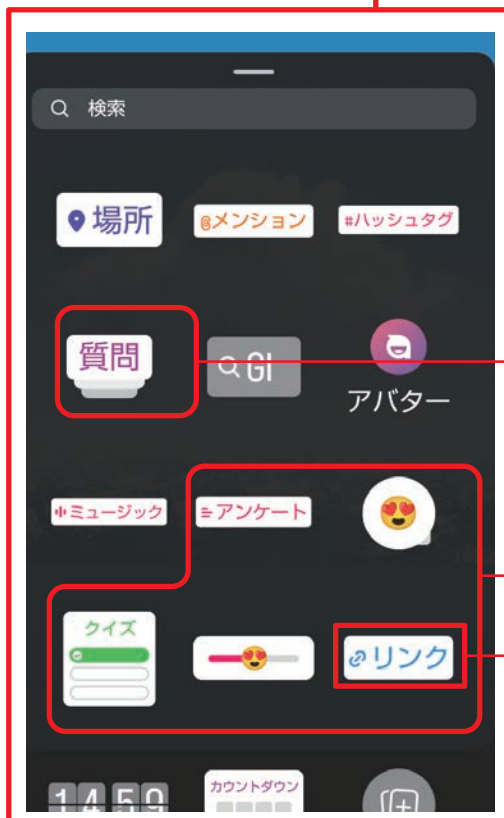 検索
場所
@メンション
#ハッシュタグ
質問
GI
アバター
ミュージック
アンケート
クイズ
リンク
14 59
カウントダウン